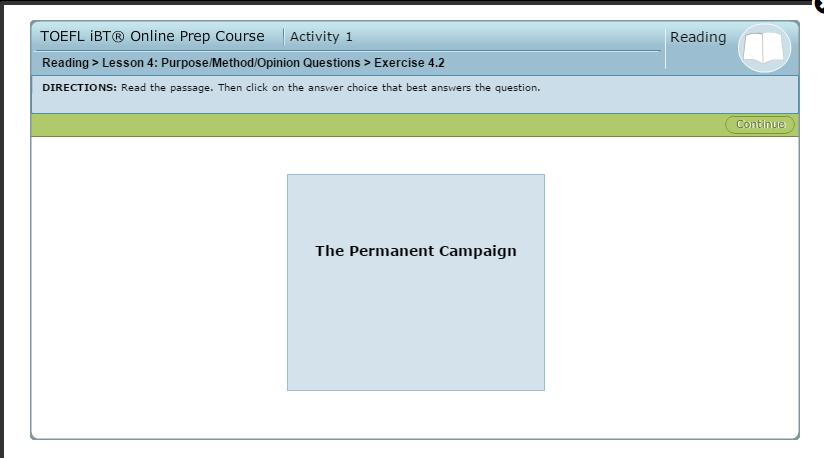 TOEFL iBT® Online Prep Course Activity 1
Reading
Reading > Lesson 4: Purpose/Method/Opinion Questions > Exercise 4.2
DIRECTIONS: Read the passage. Then click on the answer choice that best answers the question.
Continue
The Permanent Campaign